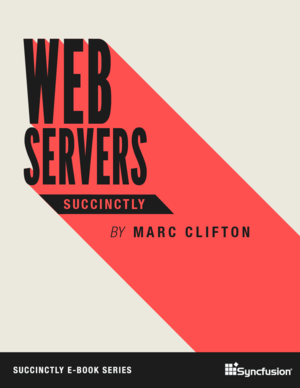 WEB
SERVERS
SUCCINCTLY
BY MARC CLIFTON
SUCCINCTLY E-BOOK SERIES
Syncfusion®